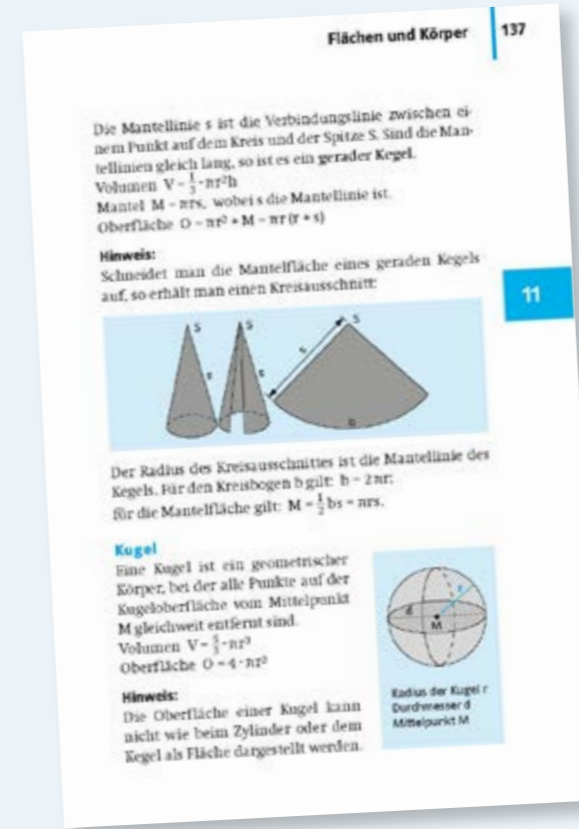 Flächen und Körper 137
Die Mantellinie s ist die Verbindungslinie zwischen ei-
nem Punkt auf dem Kreis und der Spitze S. Sind die Man-
tellinien gleich lang, so ist es ein gerader Kegel.
Volumen V = 1/3 · πr²h
Mantel M = πrs, wobei s die Mantellinie ist.
Oberfläche O = πr² + M = πr (r + s)
Hinweis:
Schneidet man die Mantelfläche eines geraden Kegels
auf, so erhält man einen Kreisausschnitt:
11
S S S
s s s
b
Der Radius des Kreisausschnittes ist die Mantellinie des
Kegels. Für den Kreisbogen b gilt: b = 2πr;
für die Mantelfläche gilt: M = 1/2 bs = πrs.
Kugel
Eine Kugel ist ein geometrischer
Körper, bei der alle Punkte auf der
Kugeloberfläche vom Mittelpunkt
M gleichweit entfernt sind.
Volumen V = · πr³
Oberfläche O = 4 · πr²
d r
M
Radius der Kugel r
Durchmesser d
Mittelpunkt M
Hinweis:
Die Oberfläche einer Kugel kann
nicht wie beim Zylinder oder dem
Kegel als Fläche dargestellt werden.